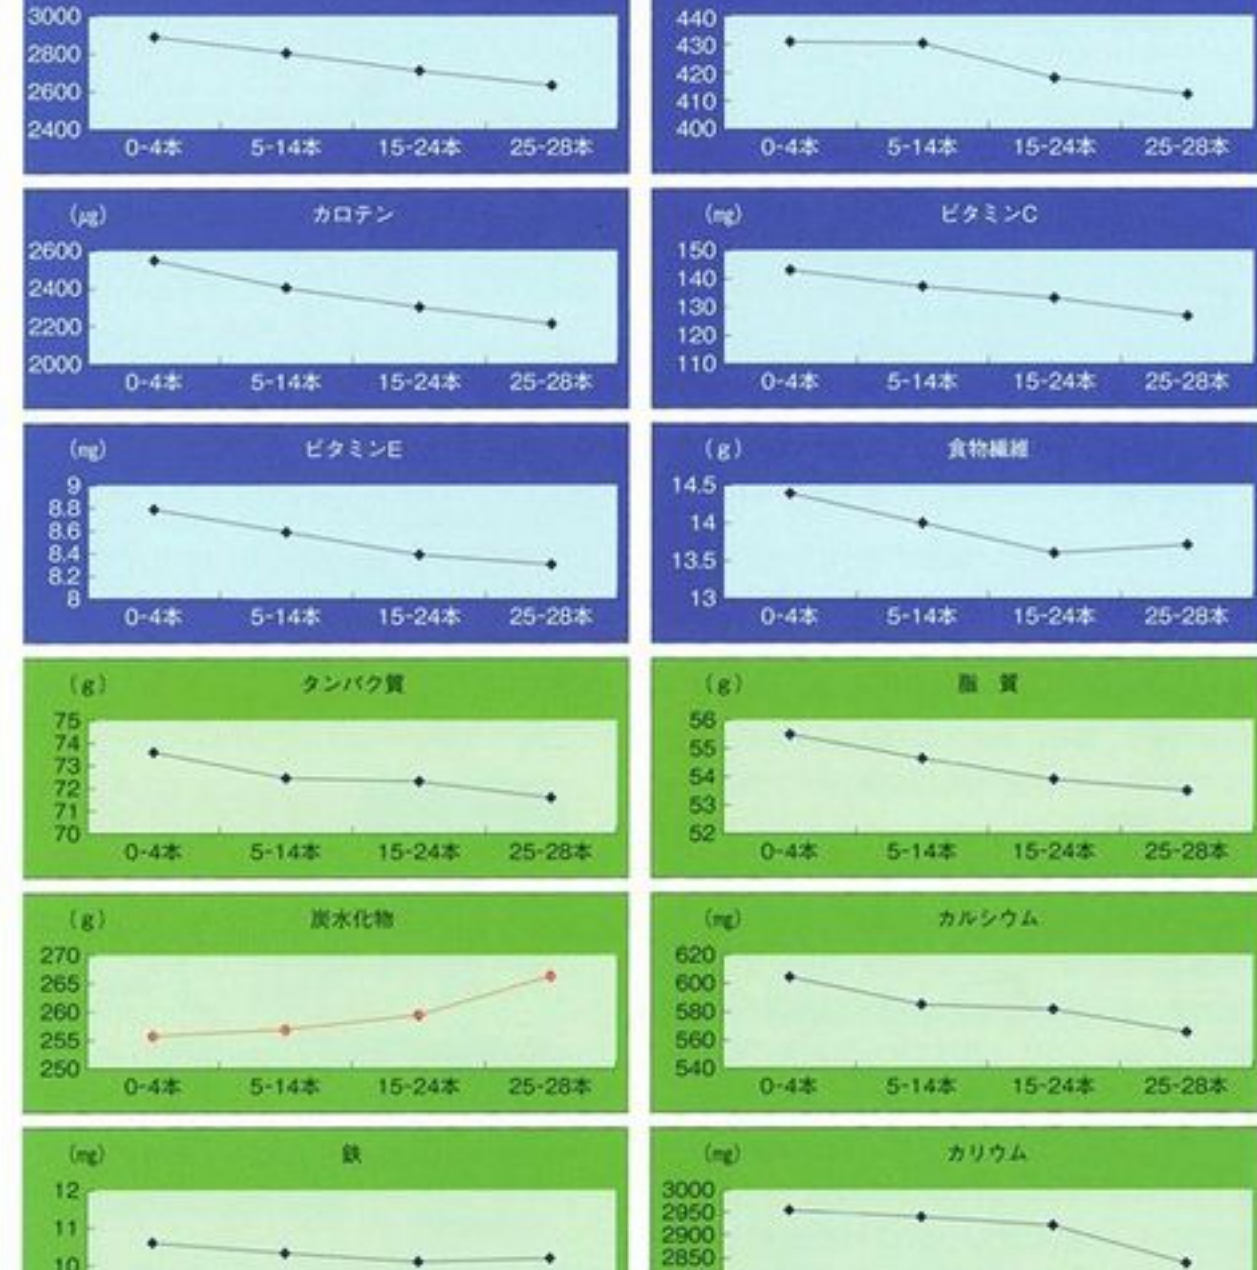 3000
2800
2600
2400
0-4本 5-14本 15-24本 25-28本
440
430
420
410
400
0-4本 5-14本 15-24本 25-28本
(μg) カロテン
2600
2400
2200
2000
0-4本 5-14本 15-24本 25-28本
(mg) ビタミンC
150
140
130
120
110
0-4本 5-14本 15-24本 25-28本
(mg) ビタミンE
9
8.8
8.6
8.4
8.2
8
0-4本 5-14本 15-24本 25-28本
(g) 食物繊維
14.5
14
13.5
13
0-4本 5-14本 15-24本 25-28本
(g) タンパク質
75
74
73
72
71
70
0-4本 5-14本 15-24本 25-28本
(g) 脂 質
56
55
54
53
52
0-4本 5-14本 15-24本 25-28本
(g) 炭水化物
270
265
260
255
250
0-4本 5-14本 15-24本 25-28本
(mg) カルシウム
620
600
580
560
540
0-4本 5-14本 15-24本 25-28本
(mg) 鉄
12
11
10
(mg) カリウム
3000
2950
2900
2850